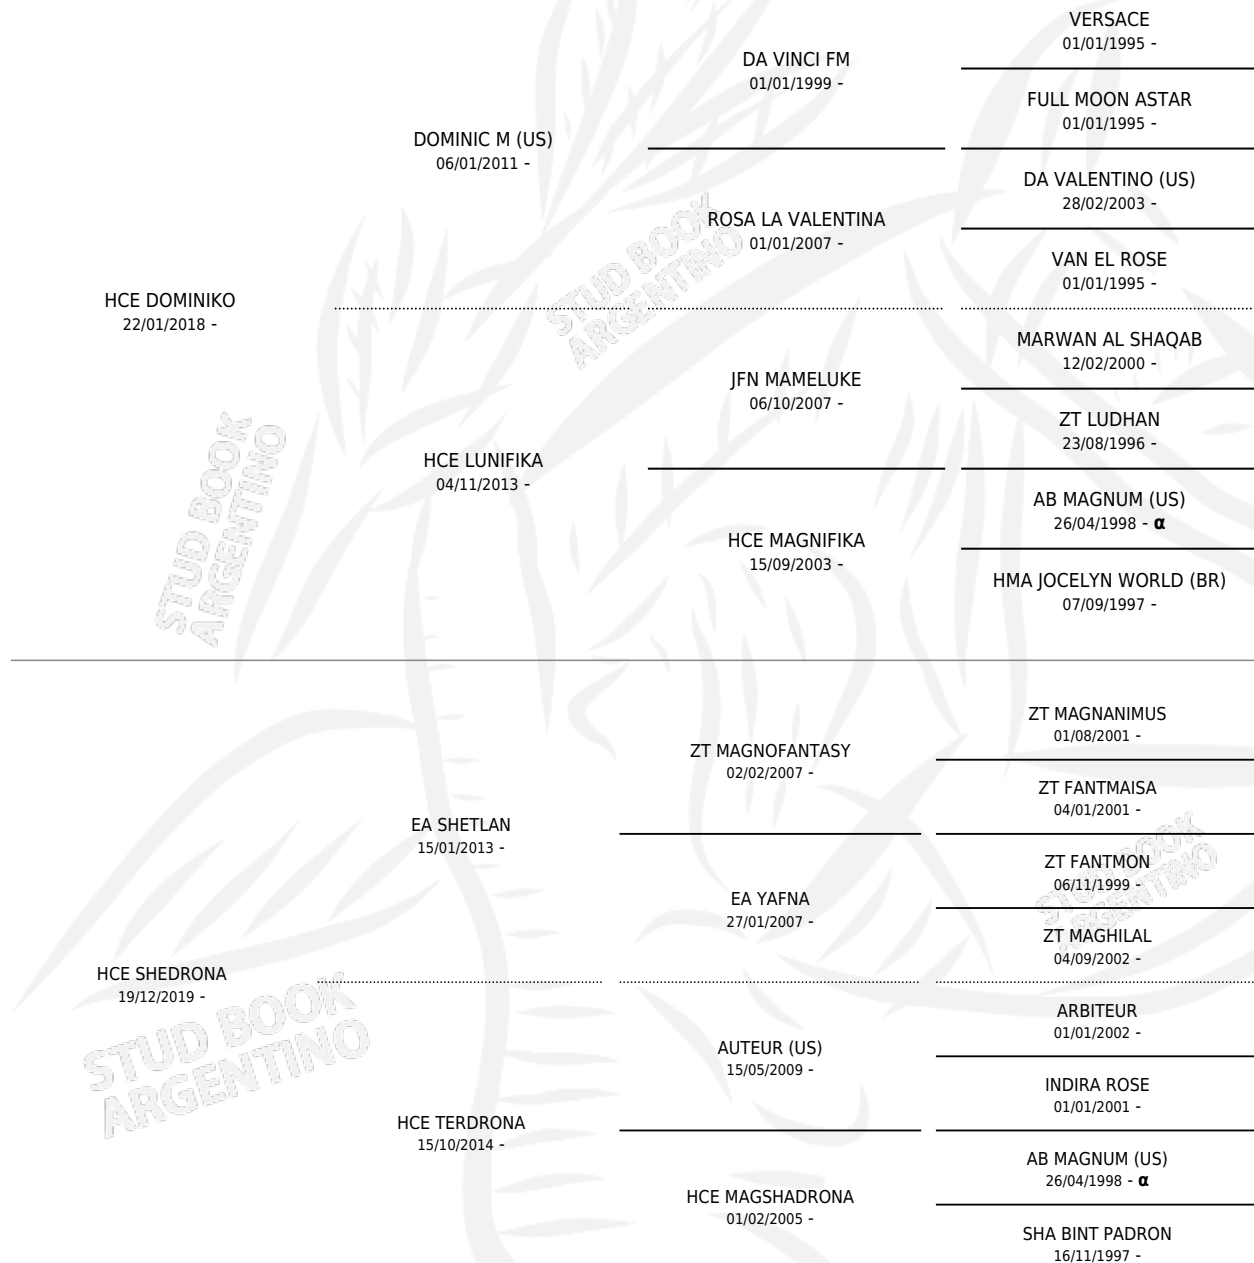 VERSACE
01/01/1995 -
DA VINCI FM
01/01/1999 -
FULL MOON ASTAR
01/01/1995 -
DOMINIC M (US)
06/01/2011 -
DA VALENTINO (US)
28/02/2003 -
ROSA LA VALENTINA
01/01/2007 -
VAN EL ROSE
01/01/1995 -
HCE DOMINIKO
22/01/2018 -
MARWAN AL SHAQAB
12/02/2000 -
JFN MAMELUKE
06/10/2007 -
ZT LUDHAN
23/08/1996 -
HCE LUNIFIKA
04/11/2013 -
AB MAGNUM (US)
26/04/1998 - α
HCE MAGNIFIKA
15/09/2003 -
HMA JOCELYN WORLD (BR)
07/09/1997 -
ZT MAGNANIMUS
01/08/2001 -
ZT MAGNOFANTASY
02/02/2007 -
ZT FANTMAISA
04/01/2001 -
EA SHETLAN
15/01/2013 -
ZT FANTMON
06/11/1999 -
EA YAFNA
27/01/2007 -
ZT MAGHILAL
04/09/2002 -
HCE SHEDRONA
19/12/2019 -
ARBITEUR
01/01/2002 -
AUTEUR (US)
15/05/2009 -
INDIRA ROSE
01/01/2001 -
HCE TERDRONA
15/10/2014 -
AB MAGNUM (US)
26/04/1998 - α
HCE MAGSHADRONA
01/02/2005 -
SHA BINT PADRON
16/11/1997 -
STUD BOOK
ARGENTINO
STUD BOOK
ARGENTINO
STUD BOOK
ARGENTINO
STUD BOOK
ARGENTINO